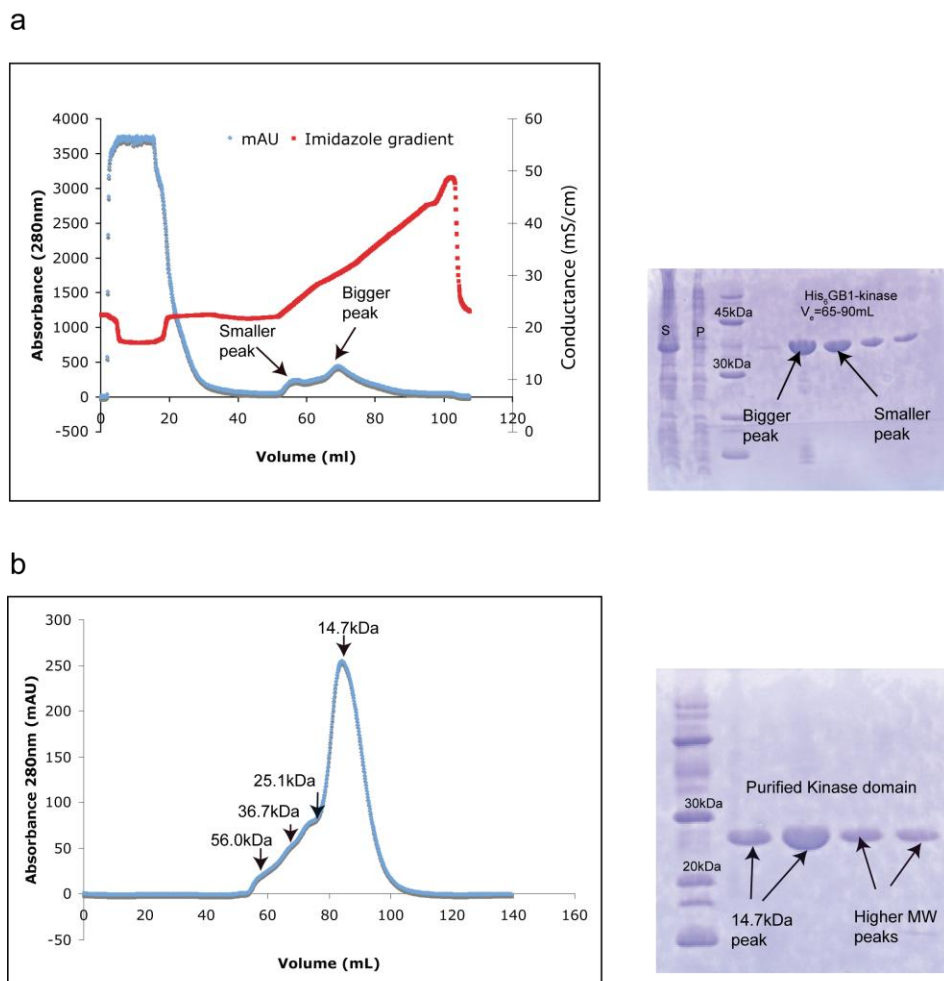 a
4000
3500
3000
2500
2000
1500
1000
500
0
-500
Absorbance (280nm)
mAU
Imidazole gradient
60
50
40
30
20
10
0
Conductance (mS/cm)
Smaller
peak
Bigger
peak
0
20
40
60
80
100
120
Volume (ml)
S
P
45kDa
30kDa
His₆GB1-kinase
Vₑ=65-90mL
Bigger
peak
Smaller
peak
b
300
250
200
150
100
50
0
-50
Absorbance 280nm (mAU)
14.7kDa
25.1kDa
36.7kDa
56.0kDa
0
20
40
60
80
100
120
140
160
Volume (mL)
30kDa
20kDa
Purified Kinase domain
14.7kDa
peak
Higher MW
peaks